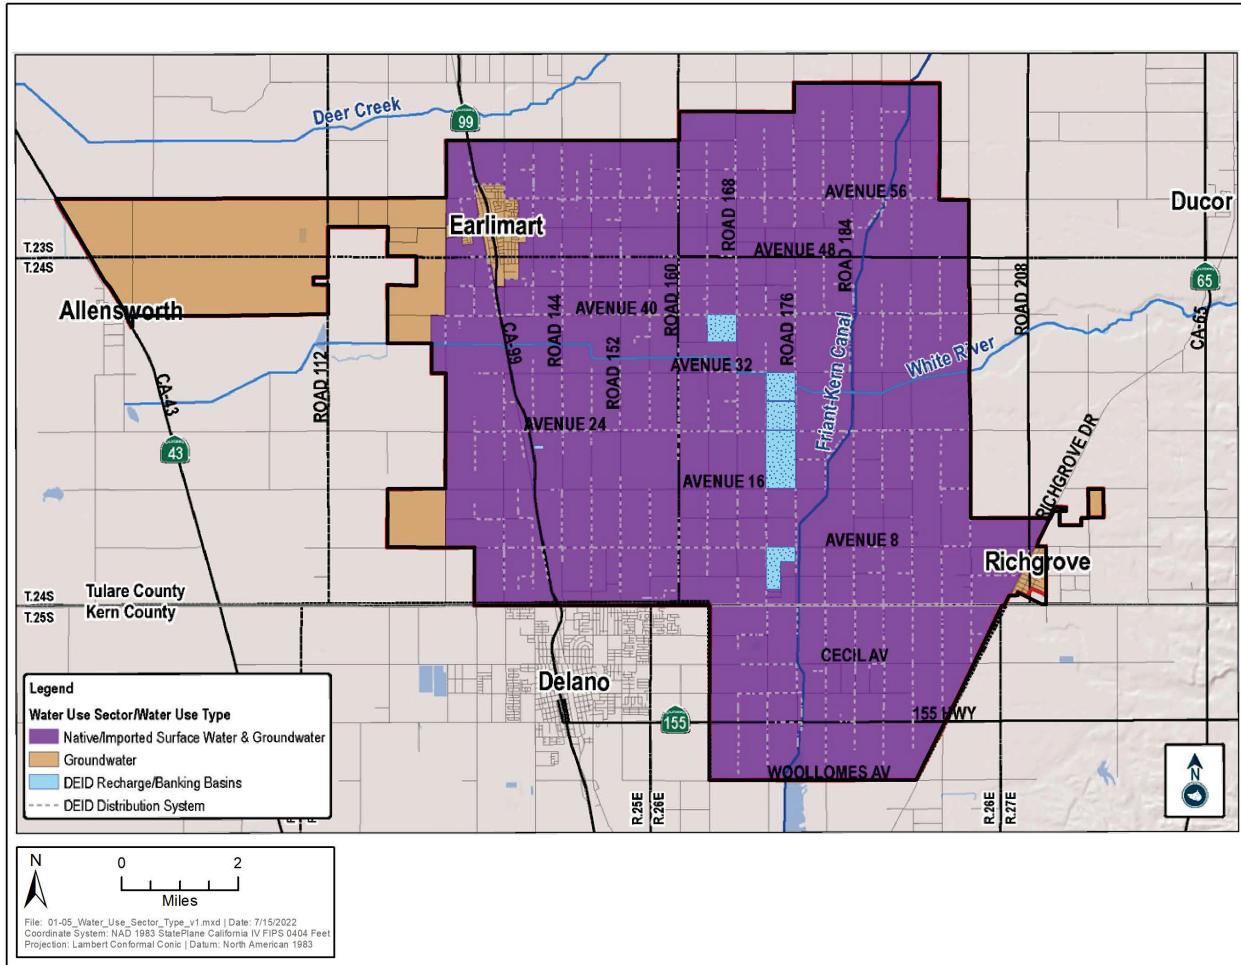 Deer Creek
99
Ducor
AVENUE 56
ROAD 168
Earlimart
ROAD 184
T.23S
T.24S
AVENUE 48
ROAD 160
ROAD 208
65
Allensworth
ROAD 144
AVENUE 40
ROAD 176
CA-65
CA-99
ROAD 152
Friant-Kern Canal
White River
AVENUE 32
ROAD 112
CA-43
AVENUE 24
43
RICHGROVE DR
AVENUE 16
AVENUE 8
Richgrove
Tulare County
Kern County
T.24S
T.25S
CECIL AV
Delano
155
155 HWY
WOOLLOMES AV
R.25E
R.26E
R.26E
R.27E
N
Legend
Water Use Sector/Water Use Type
Native/Imported Surface Water & Groundwater
Groundwater
DEID Recharge/Banking Basins
DEID Distribution System
N
0 2
Miles
File: 01-05_Water_Use_Sector_Type_v1.mxd | Date: 7/15/2022
Coordinate System: NAD 1983 StatePlane California IV FIPS 0404 Feet
Projection: Lambert Conformal Conic | Datum: North American 1983